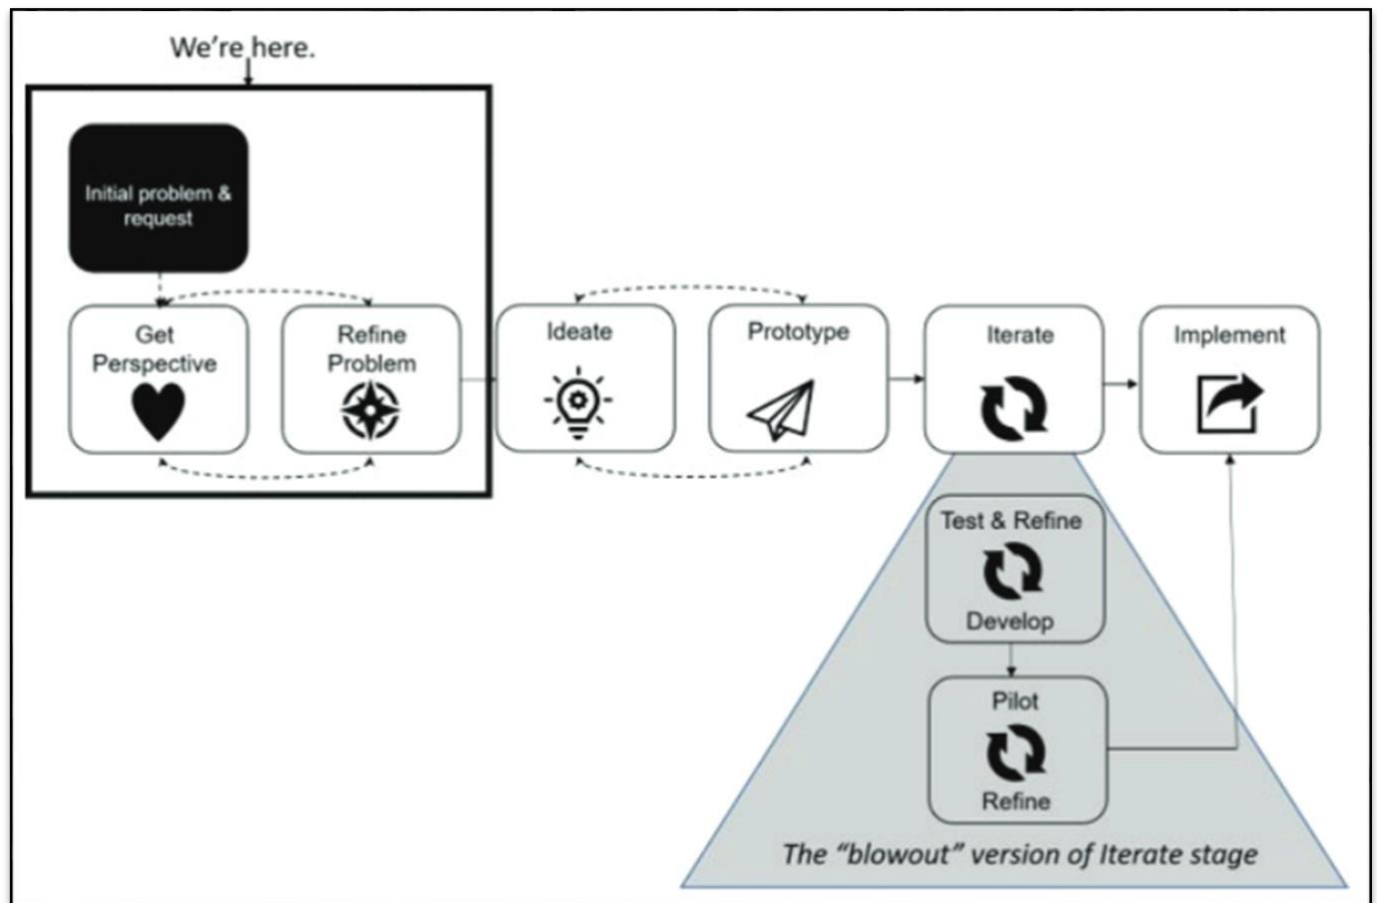 We're here.
Initial problem &
request
Get
Perspective
Refine
Problem
Ideate
Prototype
Iterate
Implement
Test & Refine
Develop
Pilot
Refine
The “blowout” version of Iterate stage